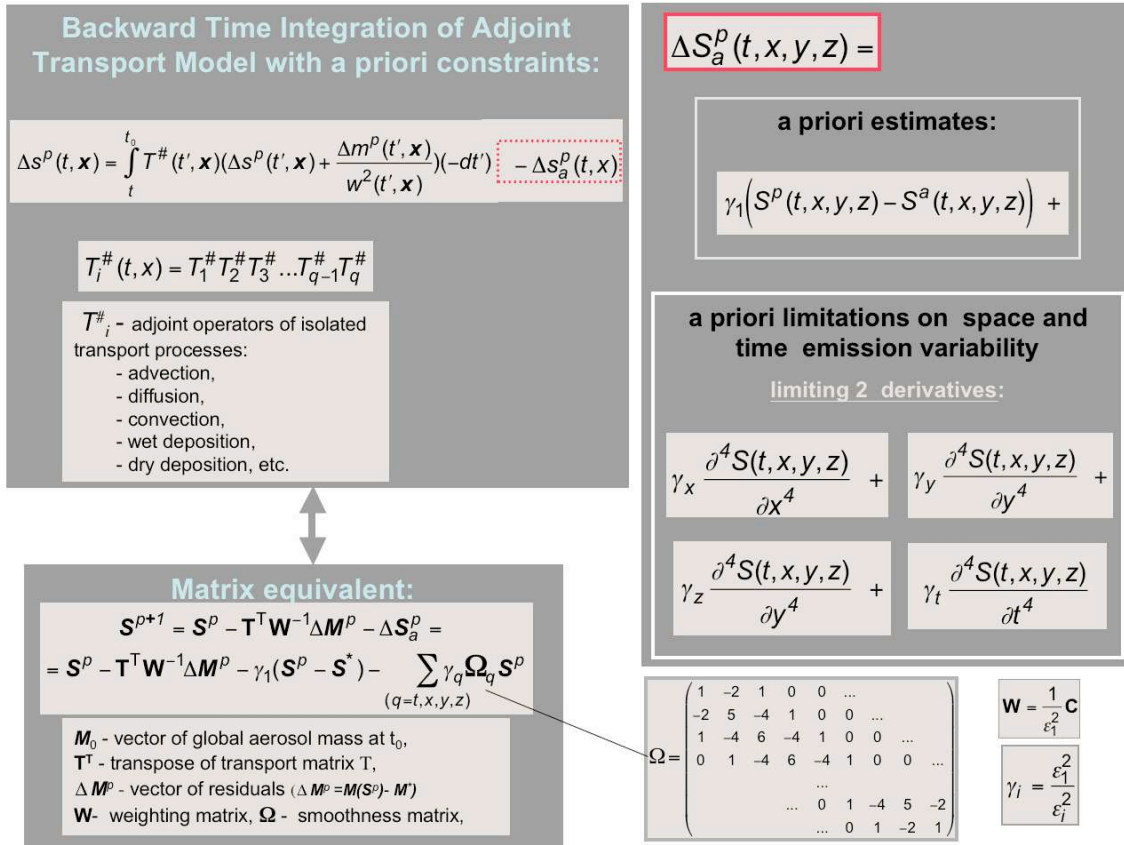 Backward Time Integration of Adjoint
Transport Model with a priori constraints:
Δs^p(t, x) = ∫_t^{t_0} T^#(t′, x)(Δs^p(t′, x) + Δm^p(t′, x) / w^2(t′, x))(-dt′) - Δs_a^p(t, x)
T_i^#(t, x) = T_1^# T_2^# T_3^# ...T_{q-1}^# T_q^#
T^#_i - adjoint operators of isolated
transport processes:
- advection,
- diffusion,
- convection,
- wet deposition,
- dry deposition, etc.
Matrix equivalent:
S^{p+1} = S^p - T^T W^{-1} ΔM^p - ΔS_a^p =
= S^p - T^T W^{-1} ΔM^p - γ_1(S^p - S^*) - ∑_{(q=t,x,y,z)} γ_q Ω_q S^p
M_0 - vector of global aerosol mass at t_0,
T^T - transpose of transport matrix T,
Δ M^p - vector of residuals (Δ M^p =M(S^p)- M^*)
W- weighting matrix, Ω - smoothness matrix,
ΔS_a^p(t, x, y, z) =
a priori estimates:
γ_1(S^p(t, x, y, z) - S^a(t, x, y, z)) +
a priori limitations on space and
time emission variability
limiting 2 derivatives:
γ_x ∂^4 S(t, x, y, z) / ∂x^4 + γ_y ∂^4 S(t, x, y, z) / ∂y^4 +
γ_z ∂^4 S(t, x, y, z) / ∂y^4 + γ_t ∂^4 S(t, x, y, z) / ∂t^4
Ω =
1 -2 1 0 0 ...
-2 5 -4 1 0 0 ...
1 -4 6 -4 1 0 0 ...
0 1 -4 6 -4 1 0 0 ...
...
... 0 1 -4 5 -2
... 0 1 -2 1
W = 1 / ε_1^2 C
γ_i = ε_1^2 / ε_i^2